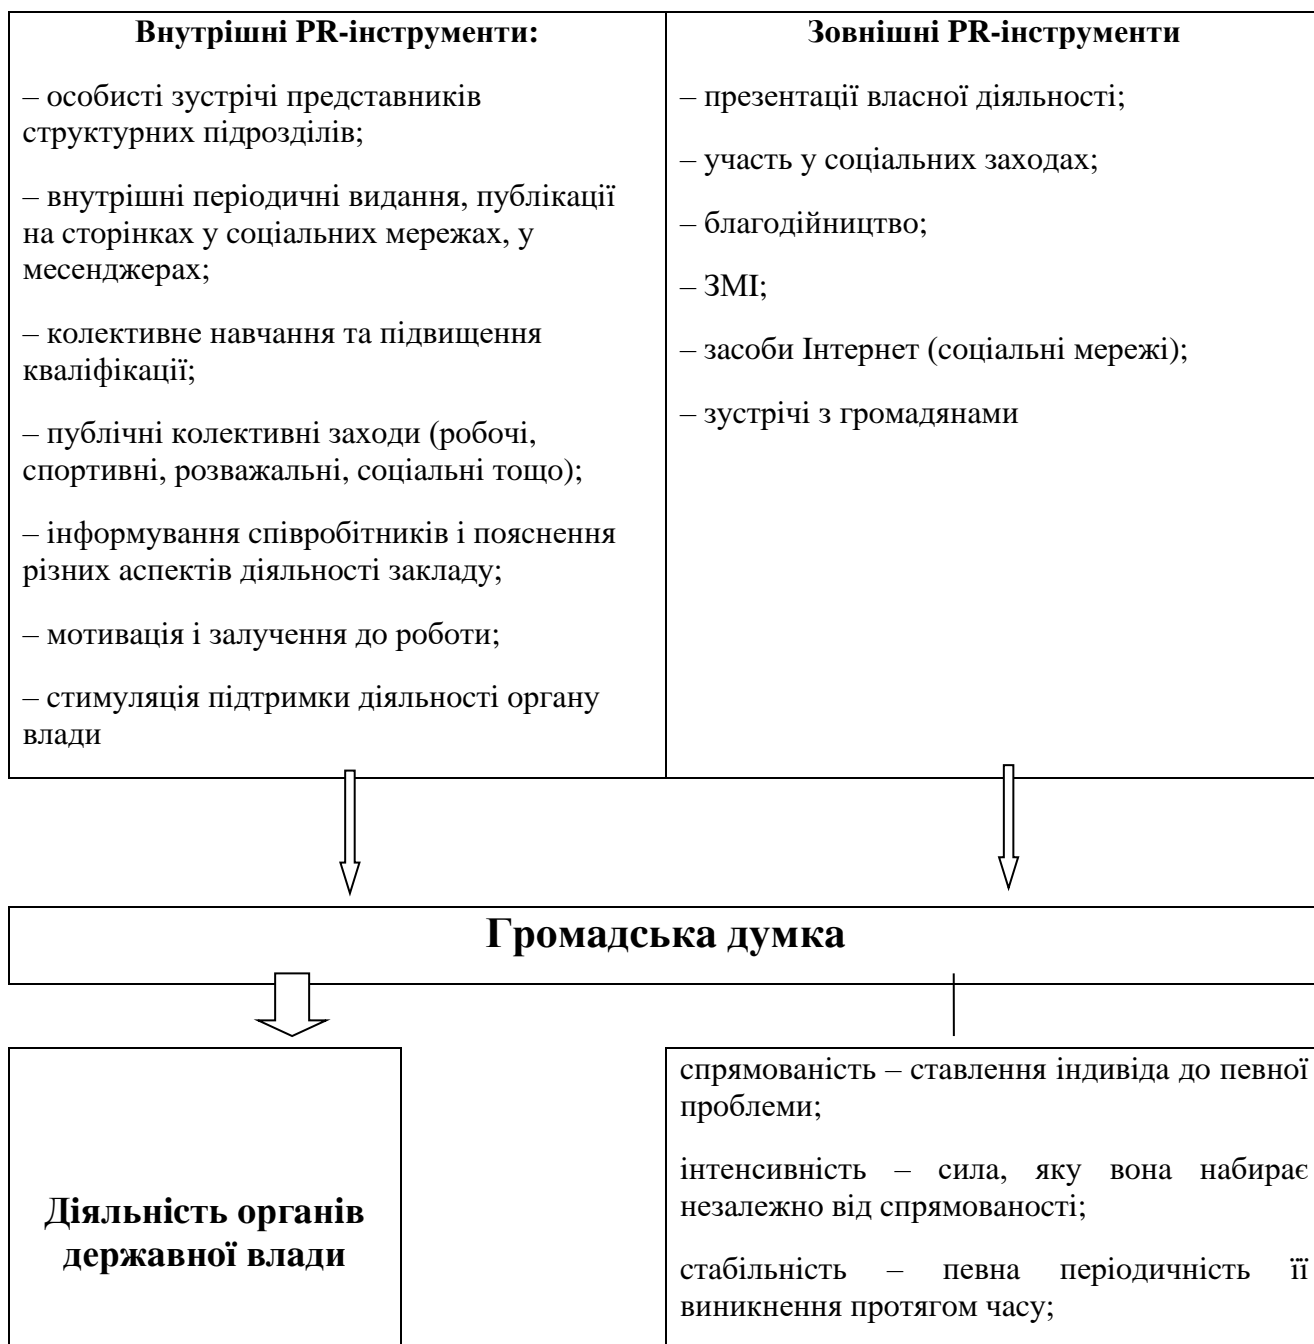 Внутрішні PR-інструменти:
– особисті зустрічі представників
структурних підрозділів;
– внутрішні періодичні видання, публікації
на сторінках у соціальних мережах, у
месенджерах;
– колективне навчання та підвищення
кваліфікації;
– публічні колективні заходи (робочі,
спортивні, розважальні, соціальні тощо);
– інформування співробітників і пояснення
різних аспектів діяльності закладу;
– мотивація і залучення до роботи;
– стимуляція підтримки діяльності органу
влади
Зовнішні PR-інструменти
– презентації власної діяльності;
– участь у соціальних заходах;
– благодійництво;
– ЗМІ;
– засоби Інтернет (соціальні мережі);
– зустрічі з громадянами
Громадська думка
Діяльність органів
державної влади
спрямованість – ставлення індивіда до певної
проблеми;
інтенсивність – сила, яку вона набирає
незалежно від спрямованості;
стабільність – певна періодичність її
виникнення протягом часу;